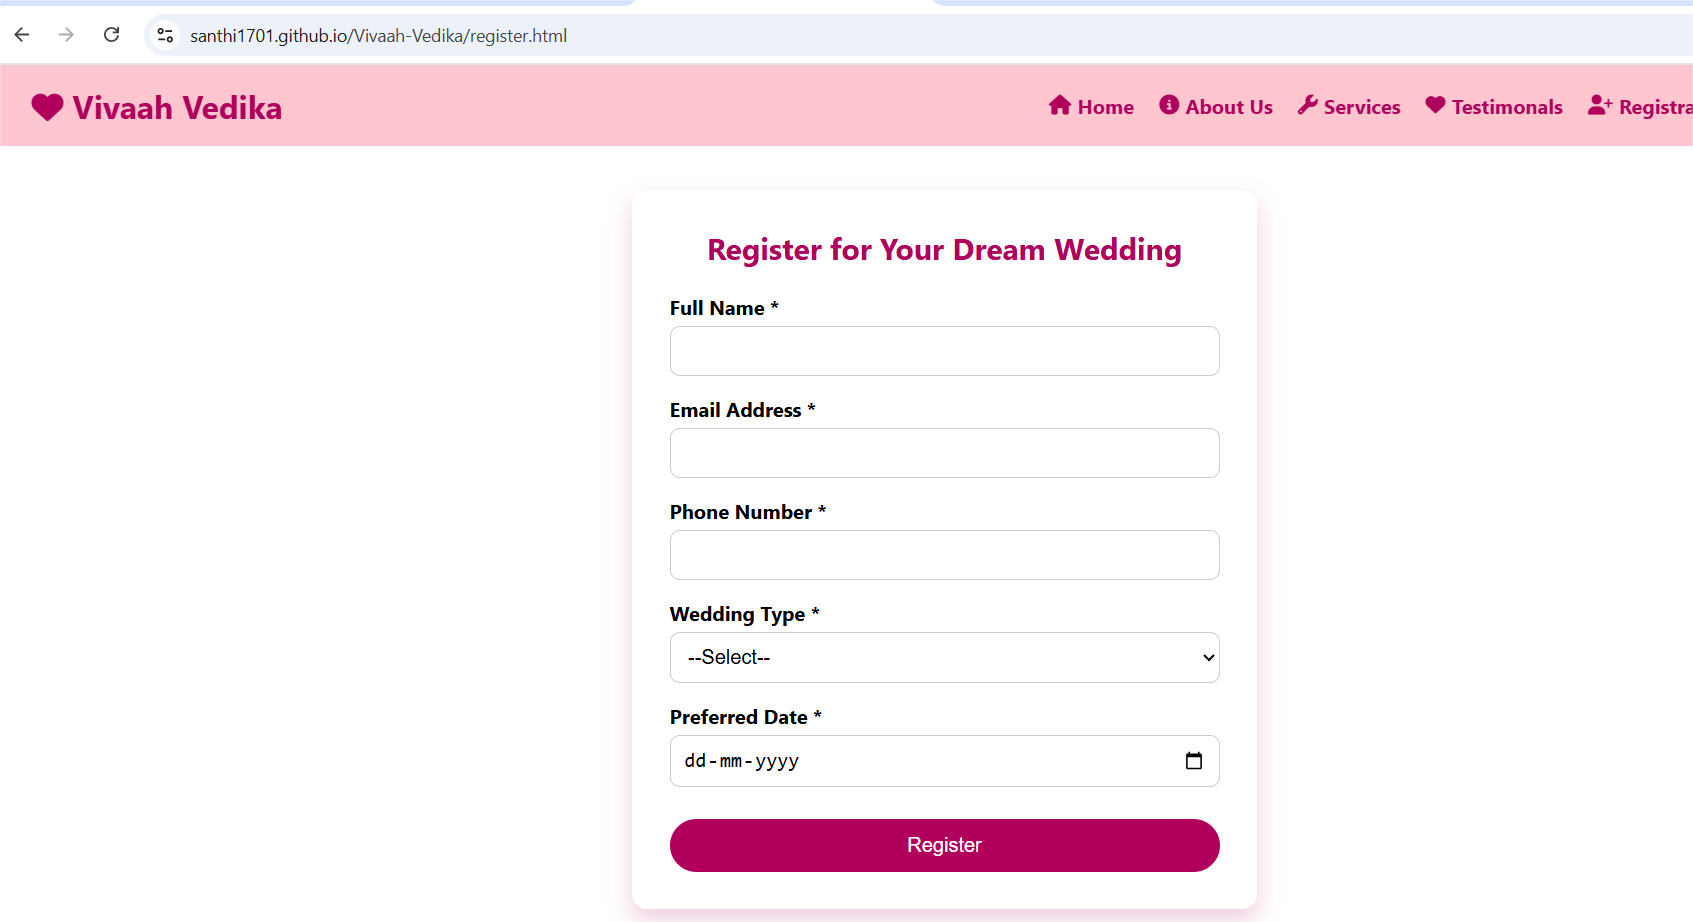 santhi1701.github.io/Vivaah-Vedika/register.html
Vivaah Vedika
Home About Us Services Testimonals Registra
Register for Your Dream Wedding
Full Name *
Email Address *
Phone Number *
Wedding Type *
--Select--
Preferred Date *
dd-mm-yyyy
Register